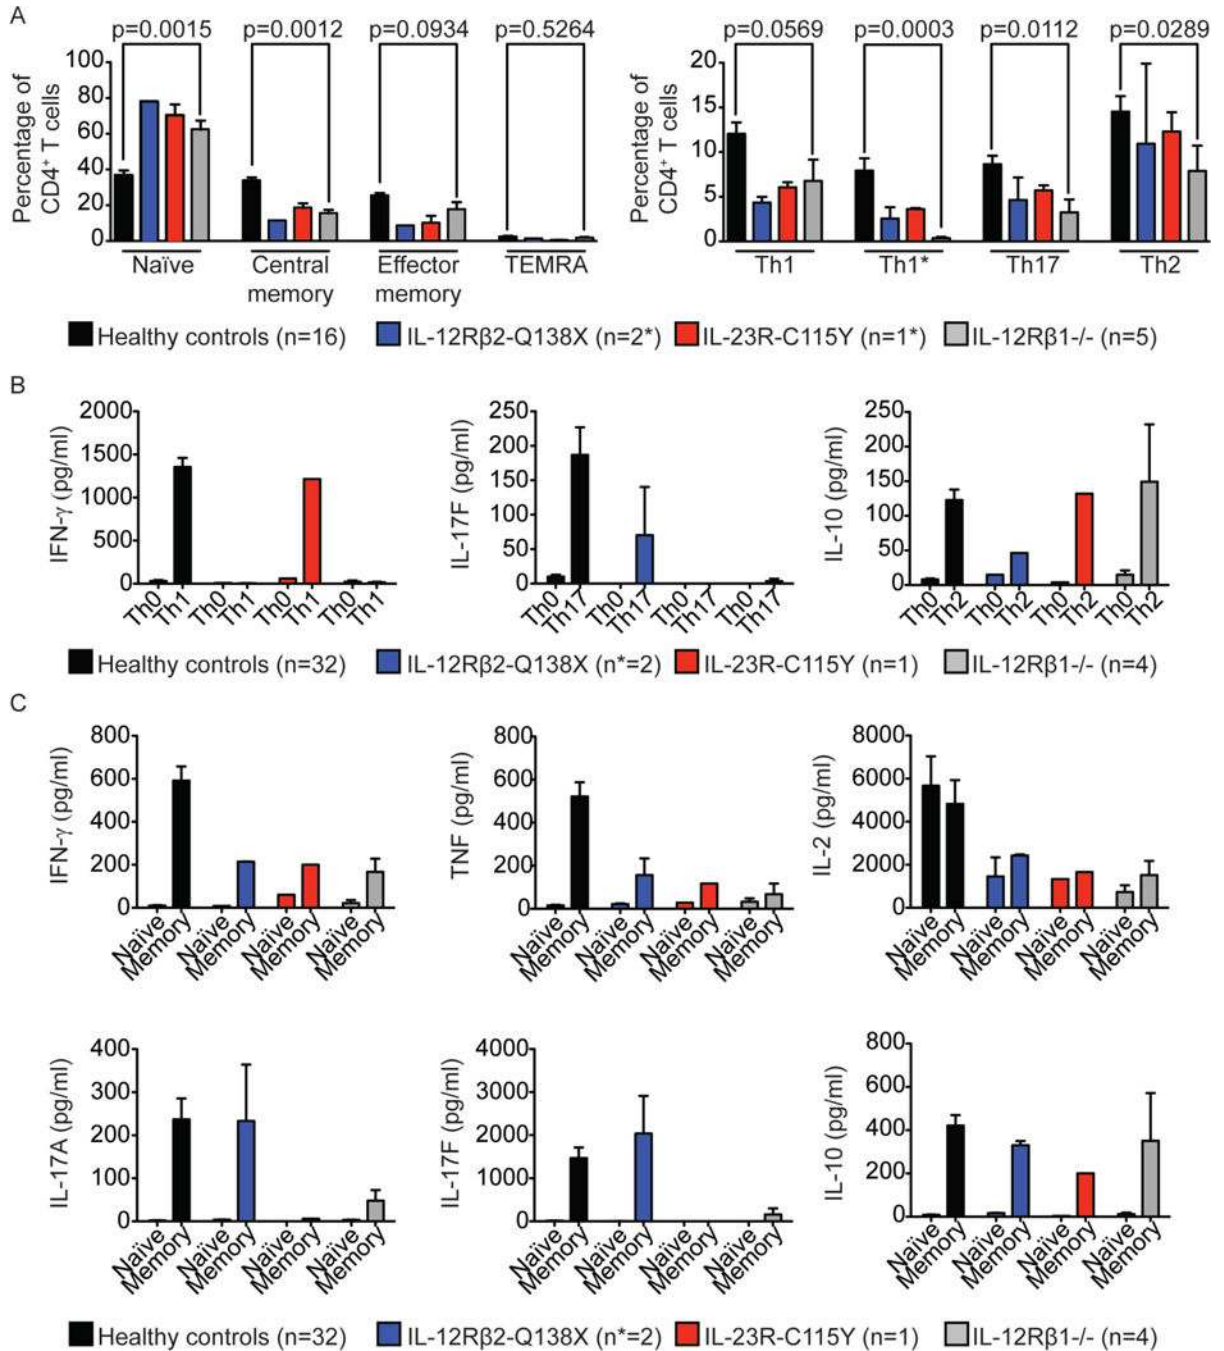 A
p=0.0015 p=0.0012 p=0.0934 p=0.5264
Percentage of
CD4+ T cells
100
80
60
40
20
0
Naïve
Central
memory
Effector
memory
TEMRA
p=0.0569 p=0.0003 p=0.0112 p=0.0289
Percentage of
CD4+ T cells
20
15
10
5
0
Th1
Th1*
Th17
Th2
Healthy controls (n=16) IL-12Rβ2-Q138X (n=2*) IL-23R-C115Y (n=1*) IL-12Rβ1-/- (n=5)
B
IFN-γ (pg/ml)
2000
1500
1000
500
0
Th0 Th1 Th0 Th1 Th0 Th1 Th0 Th1
IL-17F (pg/ml)
250
200
150
100
50
0
Th0 Th17 Th0 Th17 Th0 Th17 Th0 Th17
IL-10 (pg/ml)
250
200
150
100
50
0
Th0 Th2 Th0 Th2 Th0 Th2 Th0 Th2
Healthy controls (n=32) IL-12Rβ2-Q138X (n*=2) IL-23R-C115Y (n=1) IL-12Rβ1-/- (n=4)
C
IFN-γ (pg/ml)
800
600
400
200
0
Naïve Memory Naïve Memory Naïve Memory Naïve Memory
TNF (pg/ml)
800
600
400
200
0
Naïve Memory Naïve Memory Naïve Memory Naïve Memory
IL-2 (pg/ml)
8000
6000
4000
2000
0
Naïve Memory Naïve Memory Naïve Memory Naïve Memory
IL-17A (pg/ml)
400
300
200
100
0
Naïve Memory Naïve Memory Naïve Memory Naïve Memory
IL-17F (pg/ml)
4000
3000
2000
1000
0
Naïve Memory Naïve Memory Naïve Memory Naïve Memory
IL-10 (pg/ml)
800
600
400
200
0
Naïve Memory Naïve Memory Naïve Memory Naïve Memory
Healthy controls (n=32) IL-12Rβ2-Q138X (n*=2) IL-23R-C115Y (n=1) IL-12Rβ1-/- (n=4)